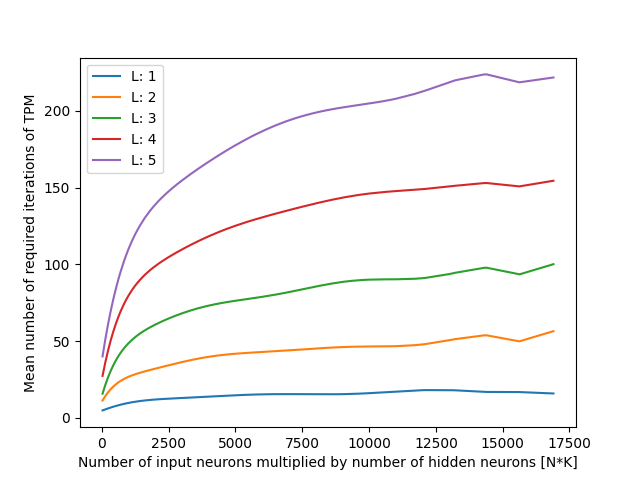 L: 1
L: 2
L: 3
L: 4
L: 5
Mean number of required iterations of TPM
200
150
100
50
0
0 2500 5000 7500 10000 12500 15000 17500
Number of input neurons multiplied by number of hidden neurons [N*K]